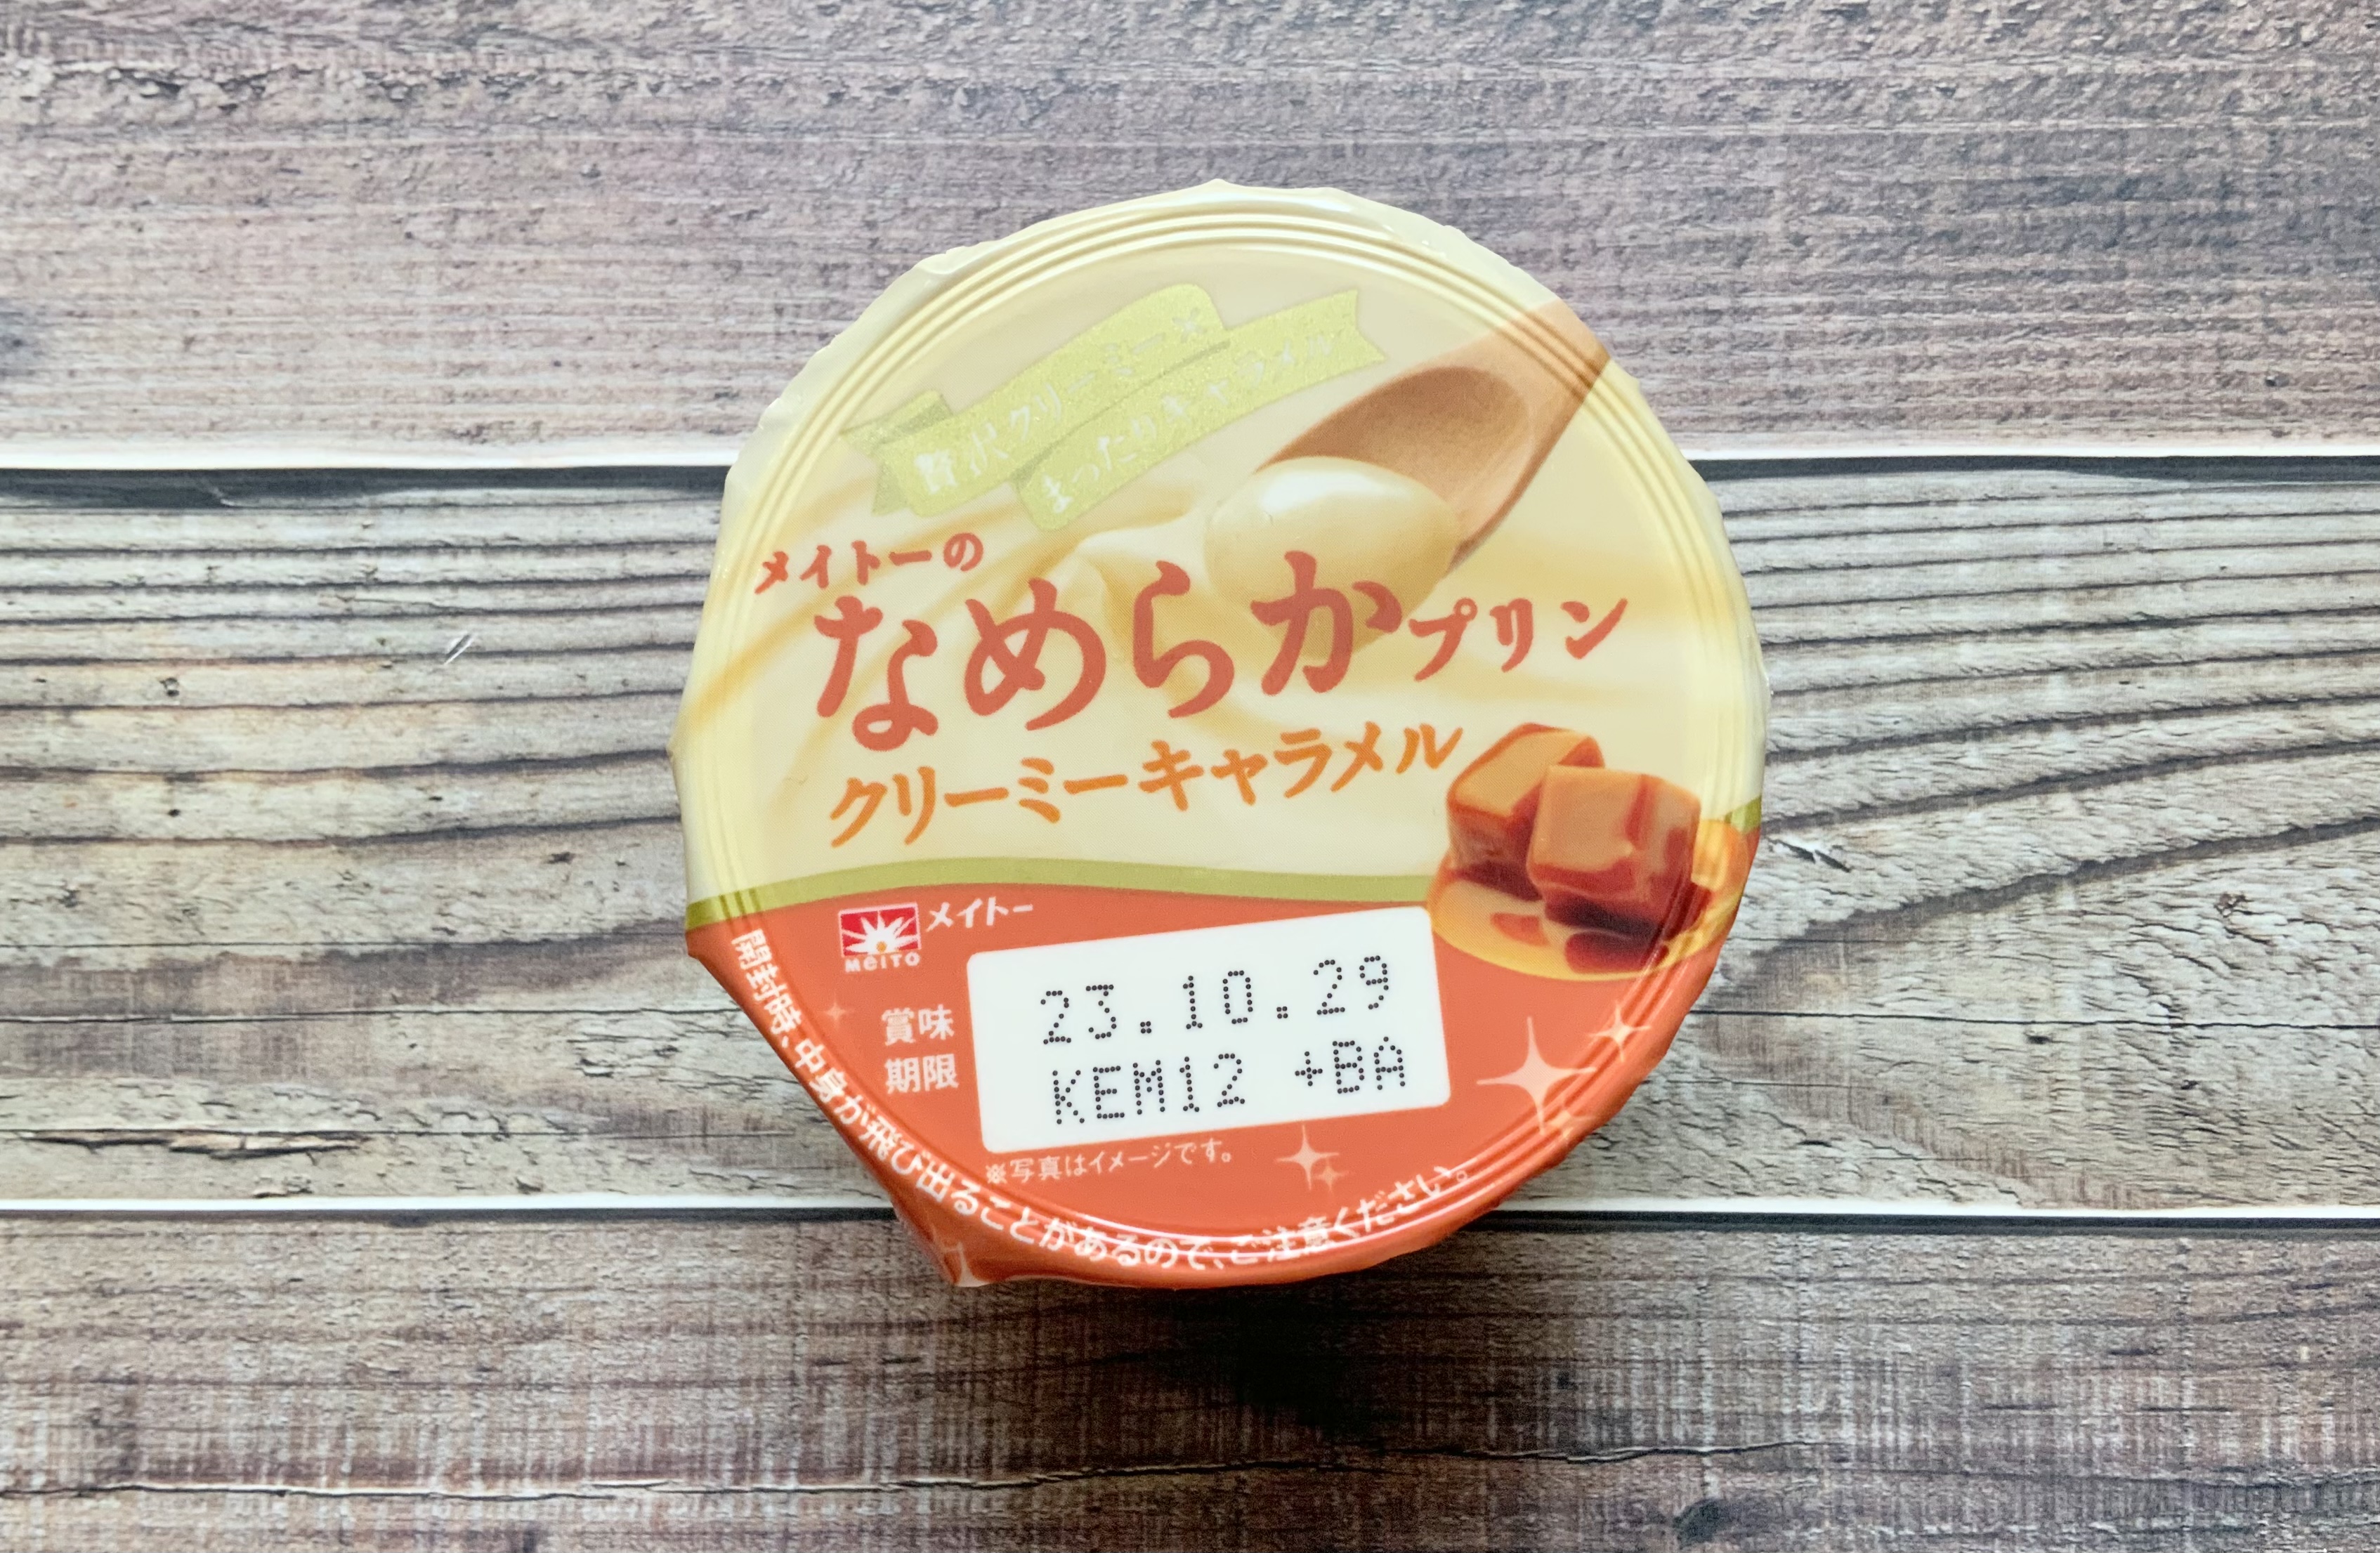 贅沢クリーミー×
まったりキャラメル
メイトーの
なめらかプリン
クリーミーキャラメル
メイトー
MeiTO
賞味
期限
23.10.29
KEM12 +BA
※写真はイメージです。
開封時、中身が飛び出ることがあるので、ご注意ください。